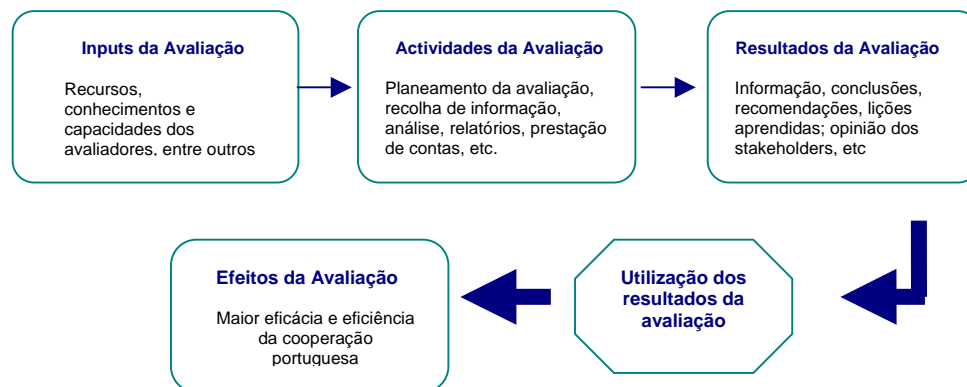 Inputs da Avaliação
Recursos,
conhecimentos e
capacidades dos
avaliadores, entre outros
Actividades da Avaliação
Planeamento da avaliação,
recolha de informação,
análise, relatórios, prestação
de contas, etc.
Resultados da Avaliação
Informação, conclusões,
recomendações, lições
aprendidas; opinião dos
stakeholders, etc
Utilização dos
resultados da
avaliação
Efeitos da Avaliação
Maior eficácia e eficiência
da cooperação
portuguesa